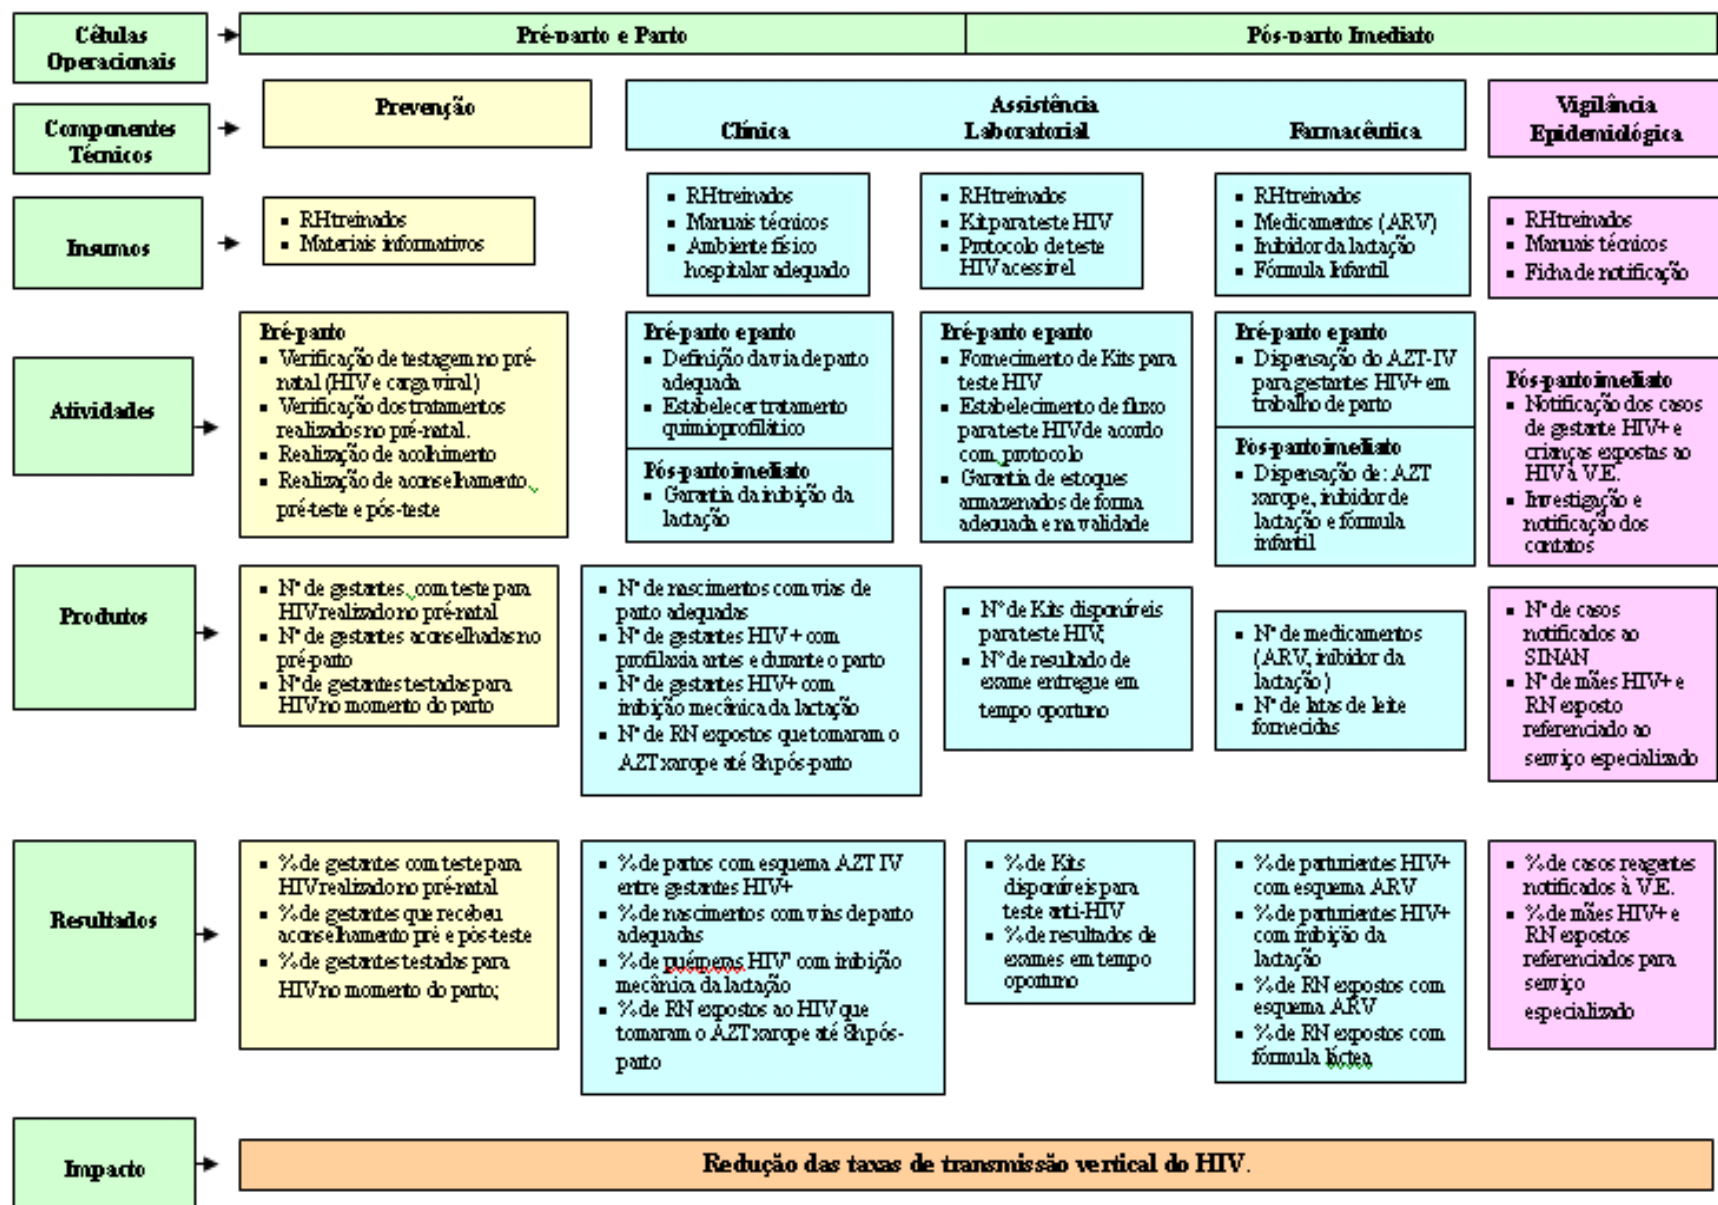 Células
Operacionais
Pré-parto e Parto
Pós-parto Imediato
Componentes
Técnicos
Prevenção
Assistência
Clínica
Laboratorial
Farmacêutica
Vigilância
Epidemiológica
Insumos
▪ RH treinados
▪ Materiais informativos
▪ RH treinados
▪ Manuais técnicos
▪ Ambiente físico
hospitalar adequado
▪ RH treinados
▪ Kit para teste HIV
▪ Protocolo de teste
HIV acessível
▪ RH treinados
▪ Medicamentos (ARV)
▪ Inibidor da lactação
▪ Fórmula Infantil
▪ RH treinados
▪ Manuais técnicos
▪ Ficha de notificação
Atividades
Pré-parto
▪ Verificação de testagem no pré-
natal (HIV e carga viral)
▪ Verificação dos tratamentos
realizados no pré-natal.
▪ Realização de acolhimento
▪ Realização de aconselhamento
pré-teste e pós-teste
Pré-parto e parto
▪ Definição da via de parto
adequada
▪ Estabelecer tratamento
quimioprofilático
Pós-parto imediato
▪ Garantia da inibição da
lactação
Pré-parto e parto
▪ Fornecimento de Kits para
teste HIV
▪ Estabelecimento de fluxo
para teste HIV de acordo
com protocolo
▪ Garantia de estoques
armazenados de forma
adequada e na validade
Pré-parto e parto
▪ Dispensação do AZT-IV
para gestantes HIV+ em
trabalho de parto
Pós-parto imediato
▪ Dispensação de: AZT
xarope, inibidor de
lactação e fórmula
infantil
Pós-parto imediato
▪ Notificação dos casos
de gestante HIV+ e
crianças expostas ao
HIV à V.E.
▪ Investigação e
notificação dos
contatos
Produtos
▪ N° de gestantes com teste para
HIV realizado no pré-natal
▪ N° de gestantes aconselhadas no
pré-parto
▪ N° de gestantes testadas para
HIV no momento do parto
▪ N° de nascimentos com vias de
parto adequadas
▪ N° de gestantes HIV + com
profilaxia antes e durante o parto
▪ N° de gestantes HIV+ com
inibição mecânica da lactação
▪ N° de RN expostos que tomaram o
AZT xarope até 8h pós-parto
▪ N° de Kits disponíveis
para teste HIV;
▪ N° de resultado de
exame entregue em
tempo oportuno
▪ N° de medicamentos
(ARV, inibidor da
lactação)
▪ N° de latas de leite
fornecidas
▪ N° de casos
notificados ao
SINAN
▪ N° de mães HIV+ e
RN exposto
referenciado ao
serviço especializado
Resultados
▪ % de gestantes com teste para
HIV realizado no pré-natal
▪ % de gestantes que recebeu
aconselhamento pré e pós-teste
▪ % de gestantes testadas para
HIV no momento do parto;
▪ % de partos com esquema AZT IV
entre gestantes HIV+
▪ % de nascimentos com vias de parto
adequadas
▪ % de puérperas HIV+ com inibição
mecânica da lactação
▪ % de RN expostos ao HIV que
tomaram o AZT xarope até 8h pós-
parto
▪ % de Kits
disponíveis para
teste anti-HIV
▪ % de resultados de
exames em tempo
oportuno
▪ % de parturientes HIV+
com esquema ARV
▪ % de parturientes HIV+
com inibição da
lactação
▪ % de RN expostos com
esquema ARV
▪ % de RN expostos com
fórmula láctea
▪ % de casos reagentes
notificados à V.E.
▪ % de mães HIV+ e
RN expostos
referenciados para
serviço
especializado
Impacto
Redução das taxas de transmissão vertical do HIV.